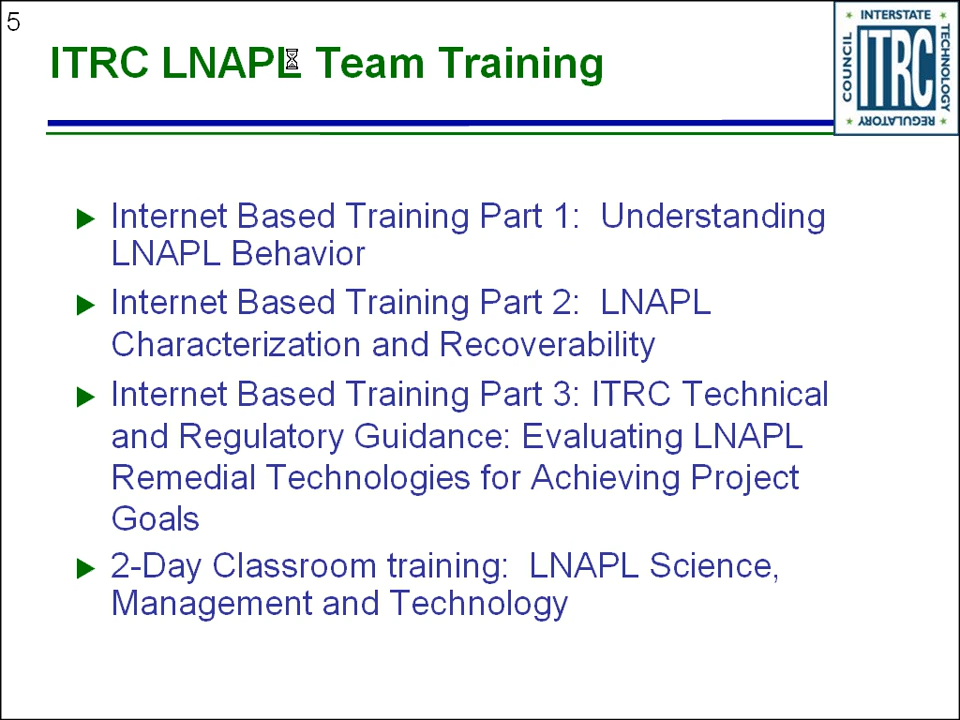 5
ITRC LNAPL Team Training
INTERSTATE
COUNCIL
ITRC
TECHNOLOGY
REGULATORY
Internet Based Training Part 1: Understanding
LNAPL Behavior
Internet Based Training Part 2: LNAPL
Characterization and Recoverability
Internet Based Training Part 3: ITRC Technical
and Regulatory Guidance: Evaluating LNAPL
Remedial Technologies for Achieving Project
Goals
2-Day Classroom training: LNAPL Science,
Management and Technology